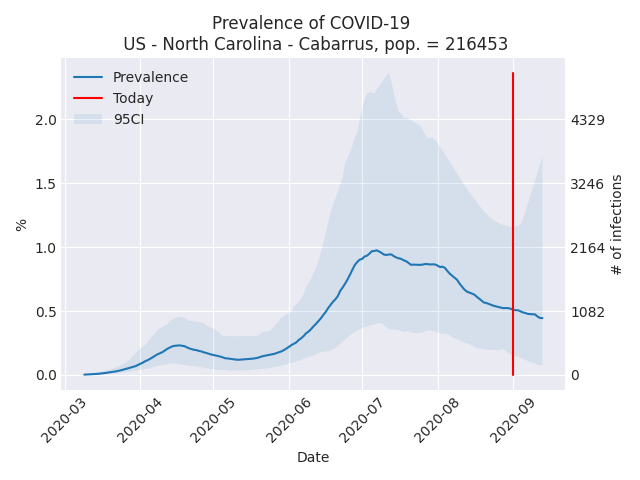 Prevalence of COVID-19
US - North Carolina - Cabarrus, pop. = 216453
Prevalence
Today
95CI
2.0
1.5
1.0
0.5
0.0
%
4329
3246
2164
1082
0
# of infections
2020-03
2020-04
2020-05
2020-06
2020-07
2020-08
2020-09
Date